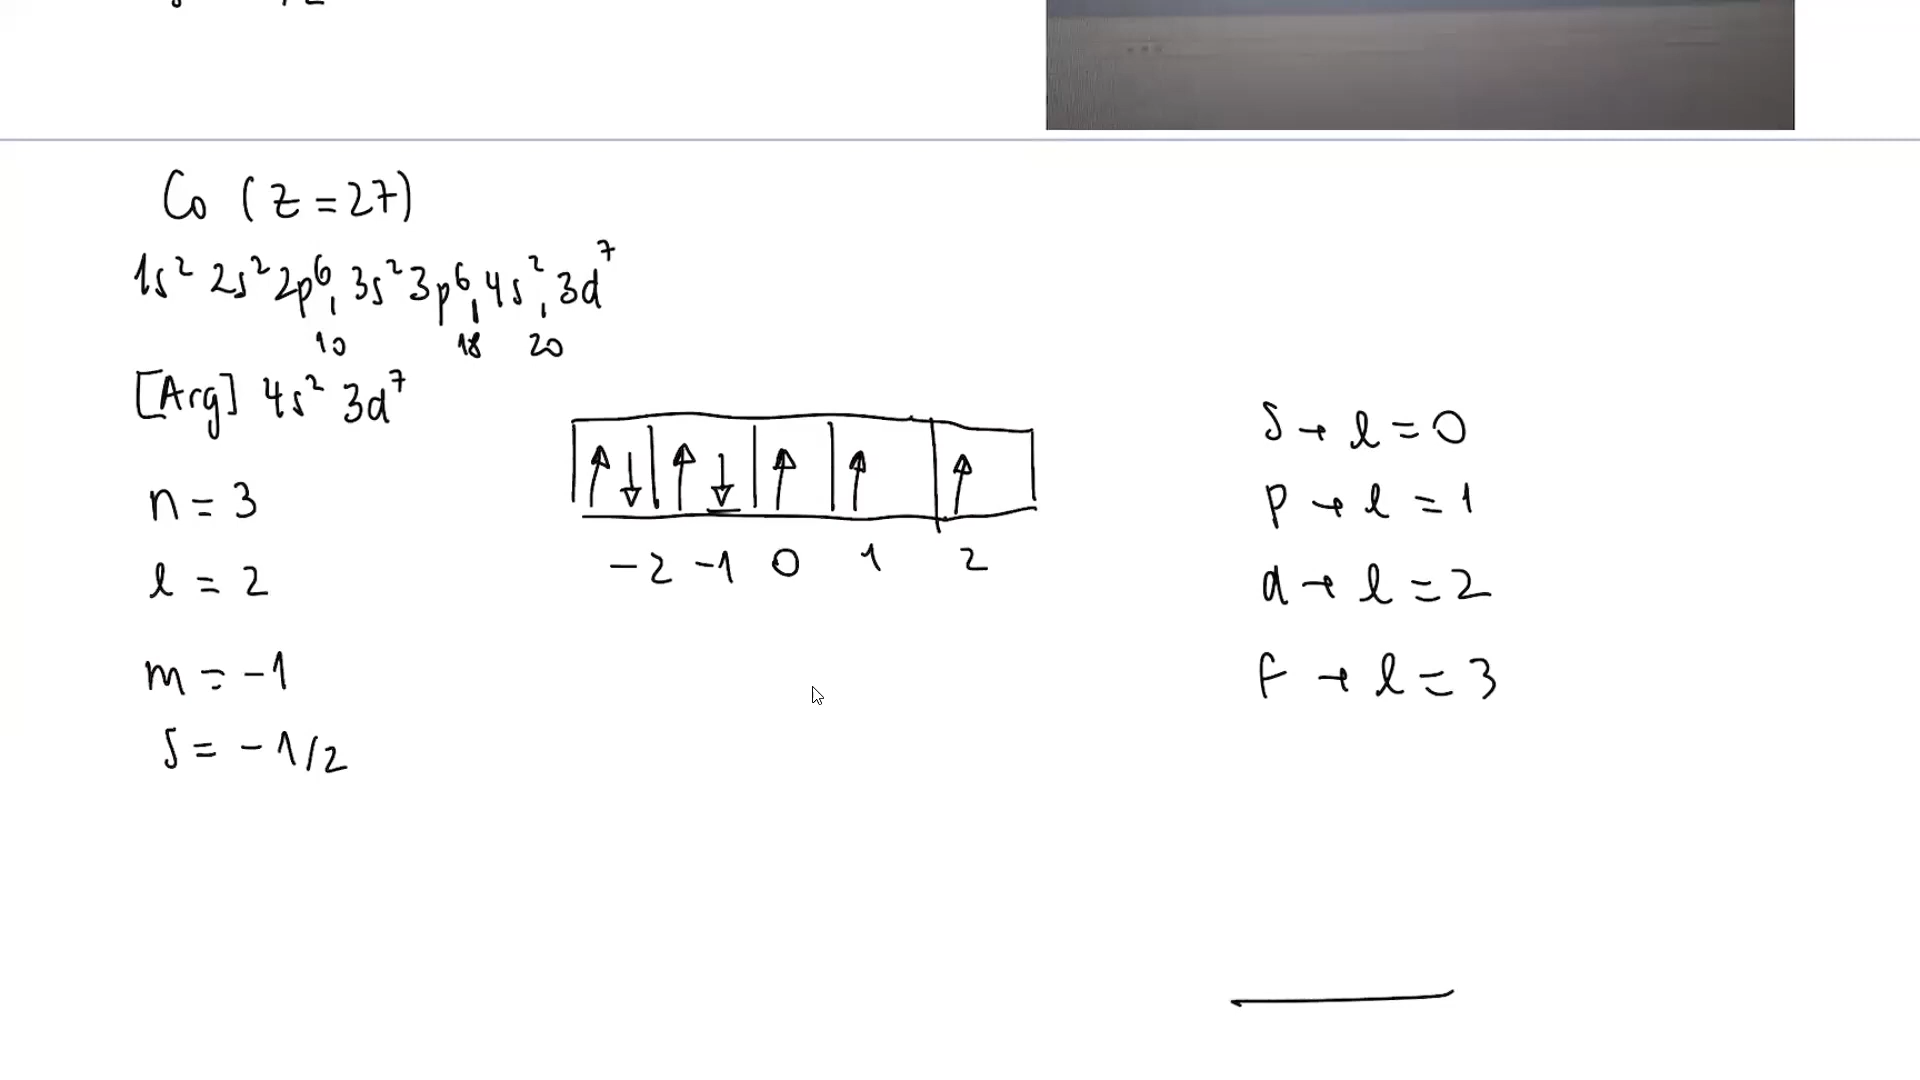 Co (Z=27)
1s² 2s² 2p⁶ 3s² 3p⁶ 4s² 3d⁷
10 18 20
[Arg] 4s² 3d⁷
n = 3
l = 2
m = -1
s = -1/2
↑↓ ↑↓ ↑ ↑ ↑
-2 -1 0 1 2
s → l = 0
p → l = 1
d → l = 2
f → l = 3